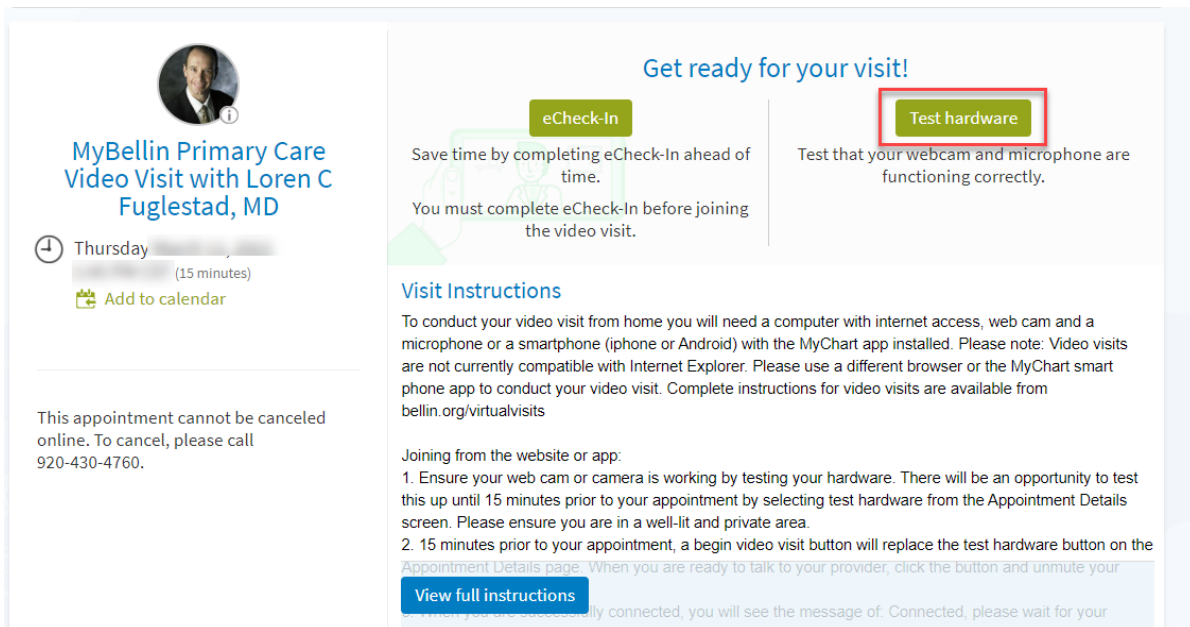 MyBellin Primary Care
Video Visit with Loren C
Fuglestad, MD
Thursday
(15 minutes)
Add to calendar
This appointment cannot be canceled
online. To cancel, please call
920-430-4760.
Get ready for your visit!
eCheck-In
Save time by completing eCheck-In ahead of
time.
You must complete eCheck-In before joining
the video visit.
Test hardware
Test that your webcam and microphone are
functioning correctly.
Visit Instructions
To conduct your video visit from home you will need a computer with internet access, web cam and a
microphone or a smartphone (iphone or Android) with the MyChart app installed. Please note: Video visits
are not currently compatible with Internet Explorer. Please use a different browser or the MyChart smart
phone app to conduct your video visit. Complete instructions for video visits are available from
bellin.org/virtualvisits
Joining from the website or app:
1. Ensure your web cam or camera is working by testing your hardware. There will be an opportunity to test
this up until 15 minutes prior to your appointment by selecting test hardware from the Appointment Details
screen. Please ensure you are in a well-lit and private area.
2. 15 minutes prior to your appointment, a begin video visit button will replace the test hardware button on the
Appointment Details page. When you are ready to talk to your provider, click the button and unmute your
View full instructions
connected, you will see the message of: Connected, please wait for your